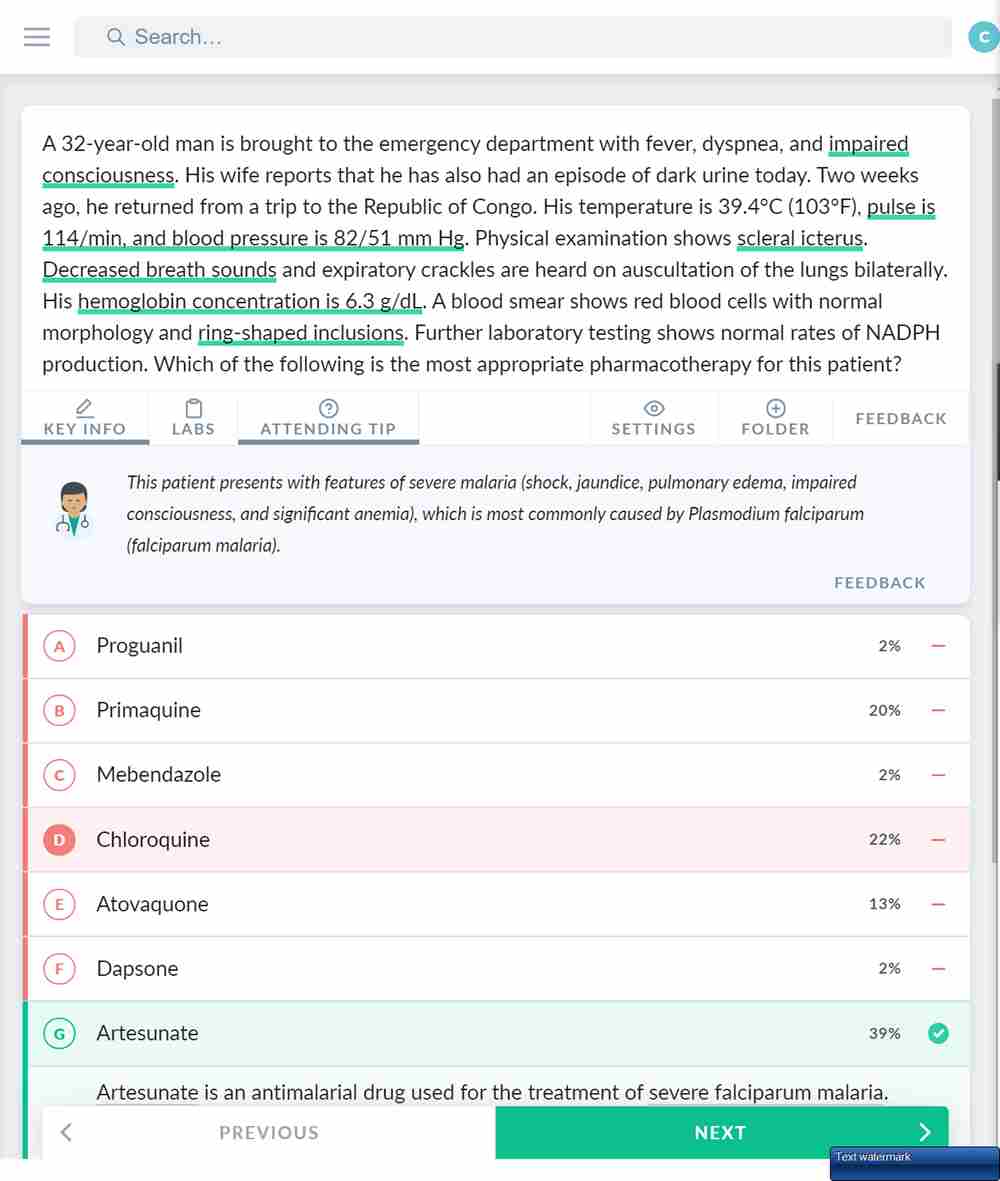 Search...
C
A 32-year-old man is brought to the emergency department with fever, dyspnea, and impaired
consciousness. His wife reports that he has also had an episode of dark urine today. Two weeks
ago, he returned from a trip to the Republic of Congo. His temperature is 39.4°C (103°F), pulse is
114/min, and blood pressure is 82/51 mm Hg. Physical examination shows scleral icterus.
Decreased breath sounds and expiratory crackles are heard on auscultation of the lungs bilaterally.
His hemoglobin concentration is 6.3 g/dL. A blood smear shows red blood cells with normal
morphology and ring-shaped inclusions. Further laboratory testing shows normal rates of NADPH
production. Which of the following is the most appropriate pharmacotherapy for this patient?
KEY INFO LABS ATTENDING TIP SETTINGS FOLDER FEEDBACK
This patient presents with features of severe malaria (shock, jaundice, pulmonary edema, impaired
consciousness, and significant anemia), which is most commonly caused by Plasmodium falciparum
(falciparum malaria).
FEEDBACK
A Proguanil 2%
B Primaquine 20%
C Mebendazole 2%
D Chloroquine 22%
E Atovaquone 13%
F Dapsone 2%
G Artesunate 39%
Artesunate is an antimalarial drug used for the treatment of severe falciparum malaria.
PREVIOUS NEXT
Text watermark